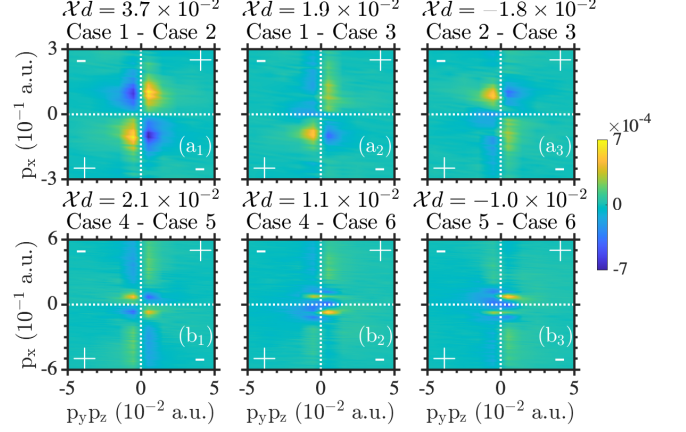 𝒳d = 3.7 × 10⁻² 𝒳d = 1.9 × 10⁻² 𝒳d = −1.8 × 10⁻²
Case 1 - Case 2 Case 1 - Case 3 Case 2 - Case 3
3 - + - + - +
0
-3 + - + - + -
pₓ (10⁻¹ a.u.)
(a₁) (a₂) (a₃)
×10⁻⁴
7
0
-7
𝒳d = 2.1 × 10⁻² 𝒳d = 1.1 × 10⁻² 𝒳d = −1.0 × 10⁻²
Case 4 - Case 5 Case 4 - Case 6 Case 5 - Case 6
6 - + - + - +
0
-6 + - + - + -
pₓ (10⁻¹ a.u.)
(b₁) (b₂) (b₃)
-5 0 5 -5 0 5 -5 0 5
p_yp_z (10⁻² a.u.) p_yp_z (10⁻² a.u.) p_yp_z (10⁻² a.u.)